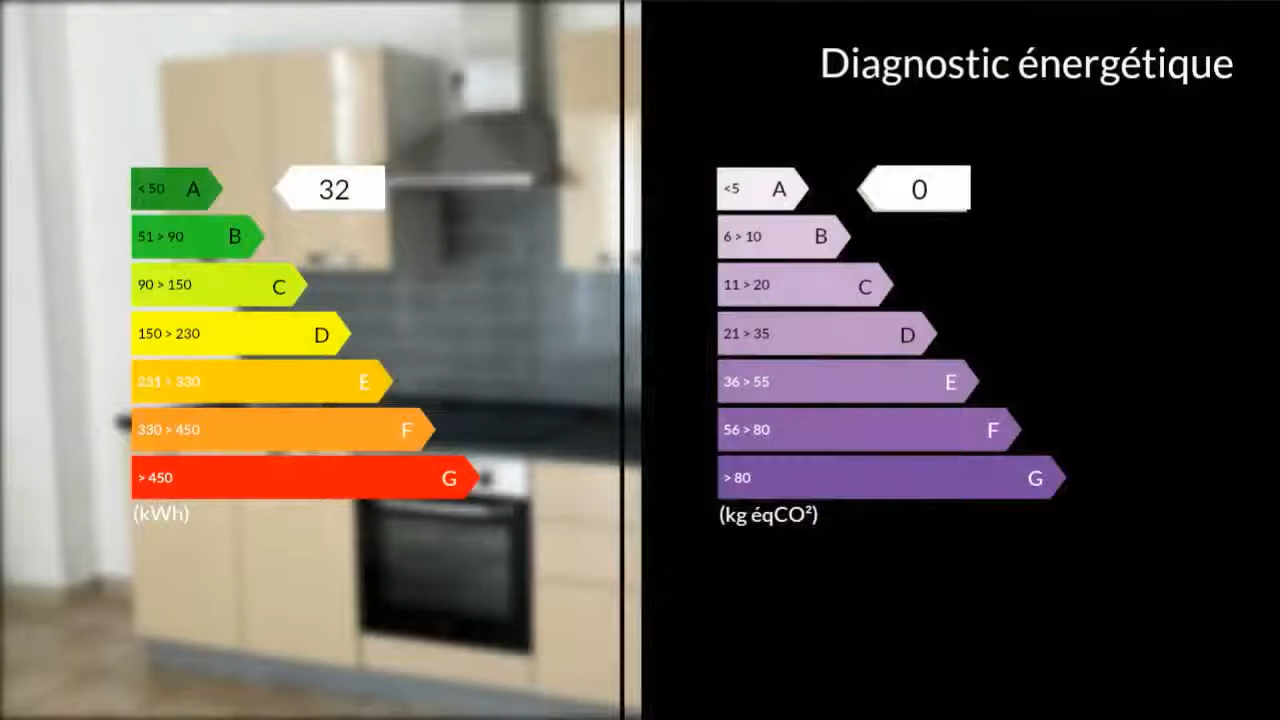 Diagnostic énergétique
< 50 A 32
51 > 90 B
90 > 150 C
150 > 230 D
231 > 330 E
330 > 450 F
> 450 G
(kWh)
<5 A 0
6 > 10 B
11 > 20 C
21 > 35 D
36 > 55 E
56 > 80 F
> 80 G
(kg éqCO²)